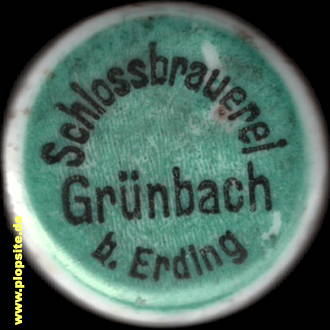 Schlossbrauerei
Grünbach
b. Erding
www.plopsite.de